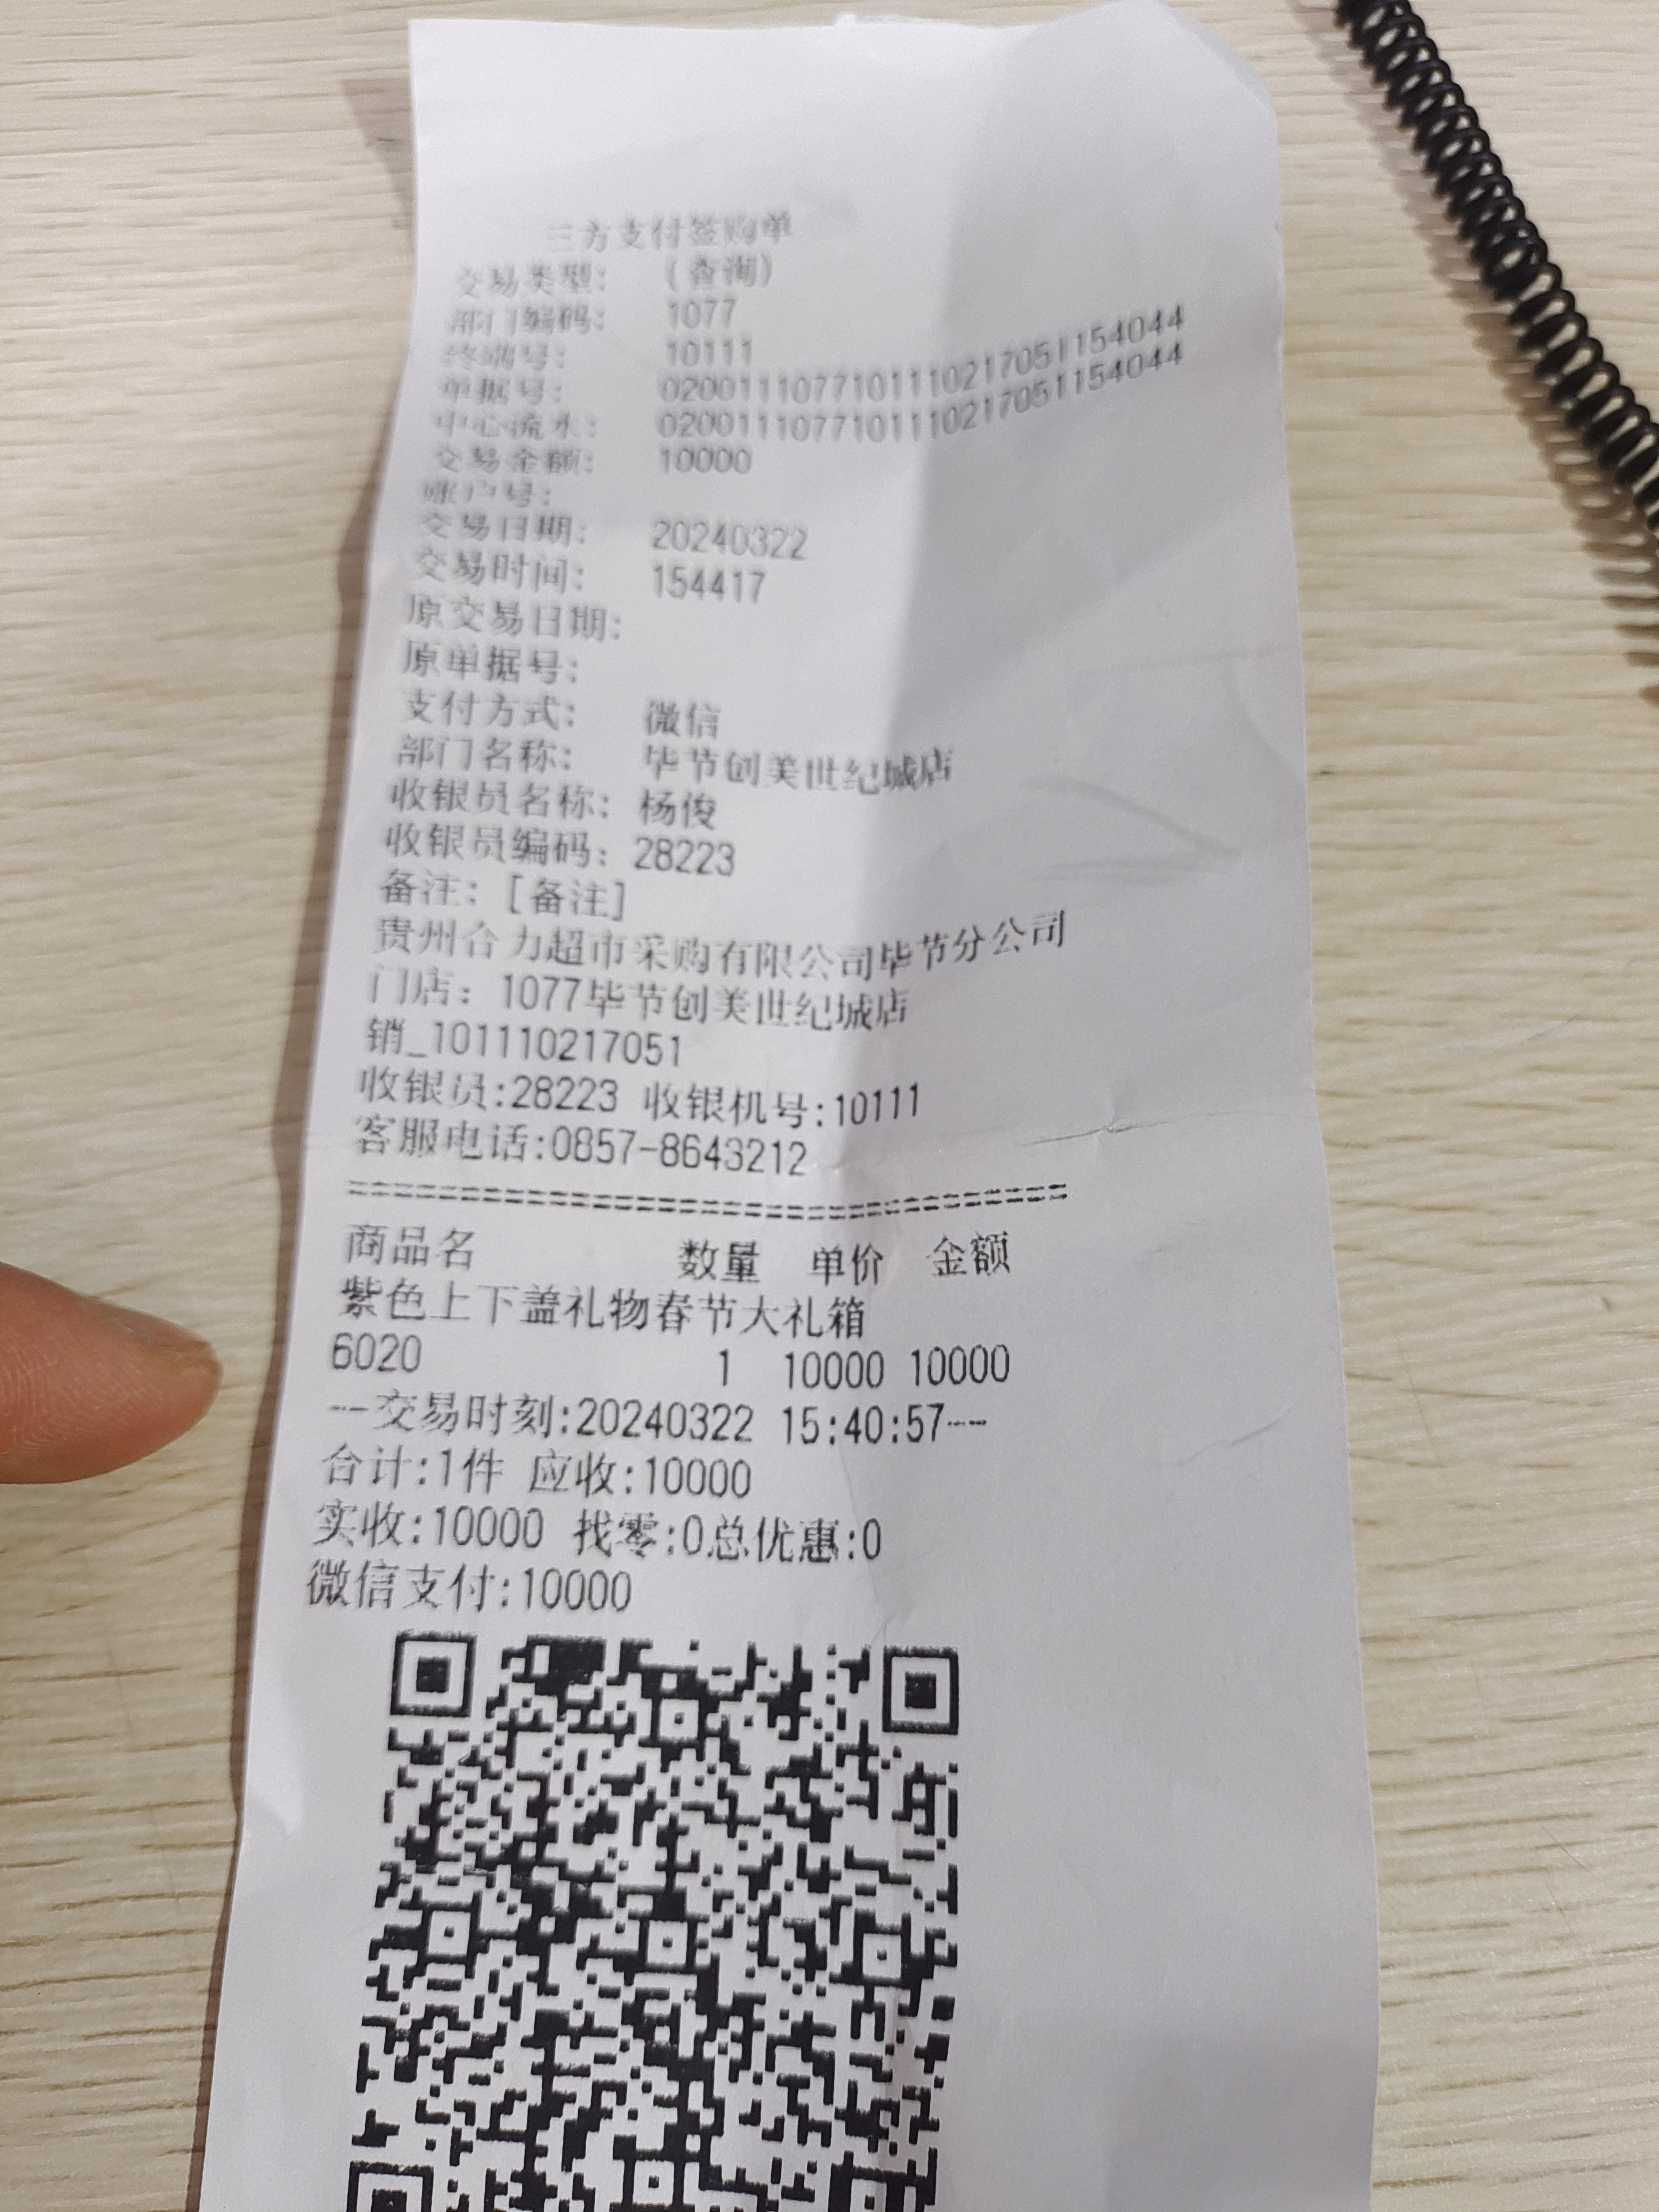 三方支付签购单
交易类型: (查询)
部门编码: 1077
终端号: 10111
单据号: 020011107710111021705​1154044
中心流水: 0200111077101110217051154044
交易金额: 10000
账户号:
交易日期: 20240322
交易时间: 154417
原交易日期:
原单据号:
支付方式: 微信
部门名称: 毕节创美世纪城店
收银员名称: 杨俊
收银员编码: 28223
备注: [备注]
贵州合力超市采购有限公司毕节分公司
门店: 1077毕节创美世纪城店
销_101110217051
收银员:28223 收银机号:10111
客服电话:0857-8643212
商品名 数量 单价 金额
紫色上下盖礼物春节大礼箱
6020 1 10000 10000
--交易时刻:20240322 15:40:57---
合计:1件 应收:10000
实收:10000 找零:0总优惠:0
微信支付:10000